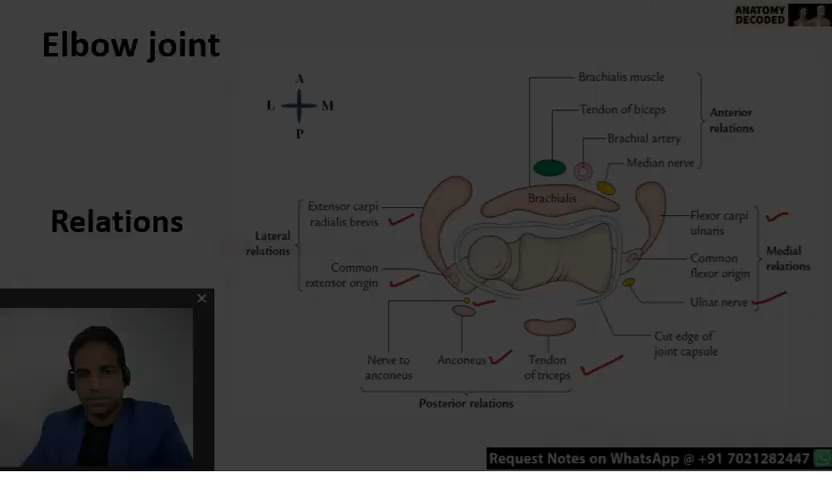 ANATOMY
DECODED
Elbow joint
A
L M
P
Brachialis muscle
Tendon of biceps
Brachial artery
Median nerve
Anterior
relations
Relations
Lateral
relations
Extensor carpi
radialis brevis
Common
extensor origin
Brachialis
Flexor carpi
ulnaris
Common
flexor origin
Ulnar nerve
Medial
relations
Cut edge of
joint capsule
Nerve to
anconeus
Anconeus
Tendon
of triceps
Posterior relations
Request Notes on WhatsApp @ +91 7021282447